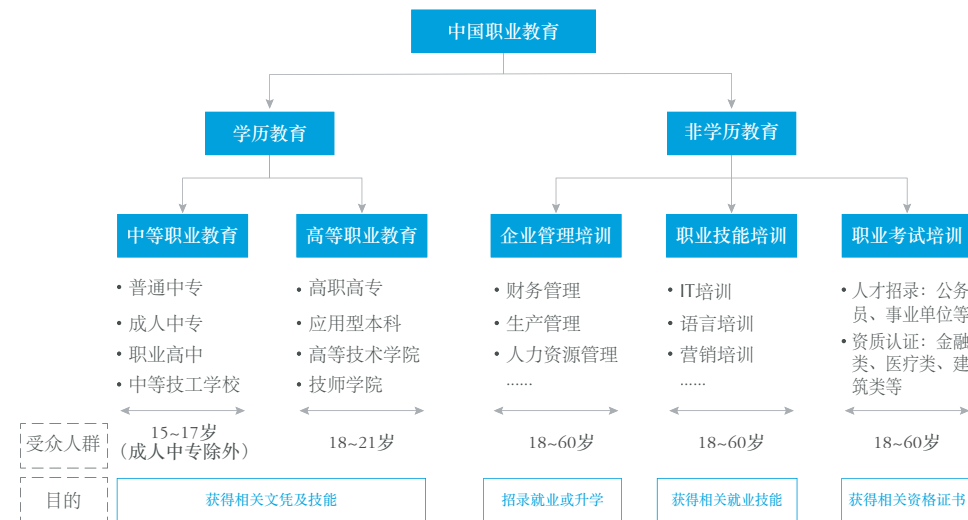 中国职业教育
学历教育
非学历教育
中等职业教育
高等职业教育
企业管理培训
职业技能培训
职业考试培训
• 普通中专
• 成人中专
• 职业高中
• 中等技工学校
• 高职高专
• 应用型本科
• 高等技术学院
• 技师学院
• 财务管理
• 生产管理
• 人力资源管理
......
• IT培训
• 语言培训
• 营销培训
......
• 人才招录：公务
员、事业单位等
• 资质认证：金融
类、医疗类、建
筑类等
受众人群
15~17岁
（成人中专除外）
18~21岁
18~60岁
18~60岁
18~60岁
目的
获得相关文凭及技能
招录就业或升学
获得相关就业技能
获得相关资格证书